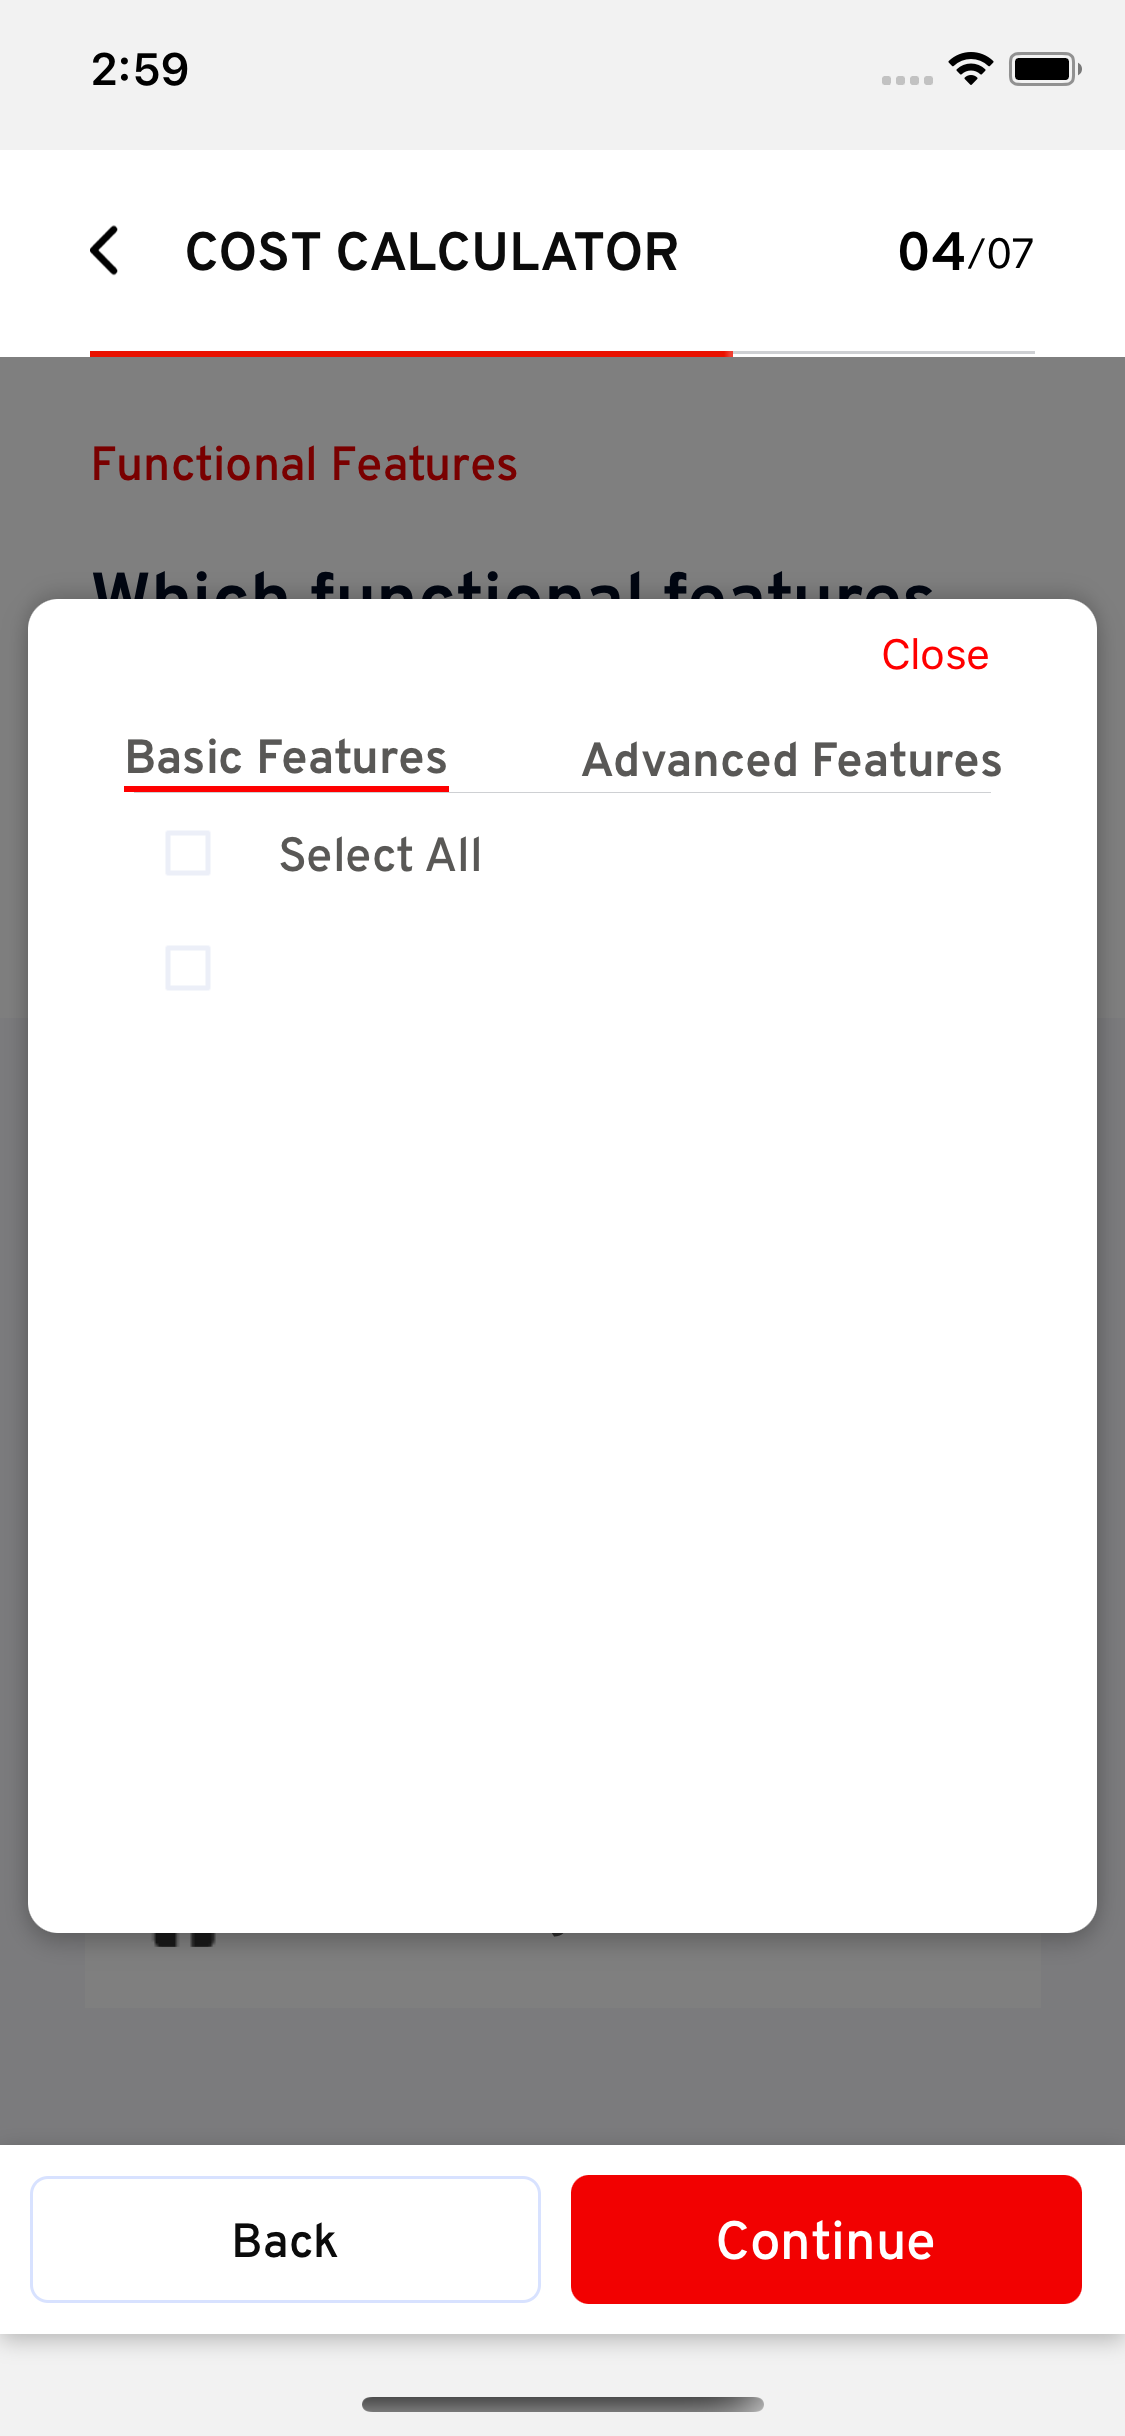 2:59
COST CALCULATOR 04/07
Functional Features
Which functional features
Close
Basic Features Advanced Features
Select All
Back Continue